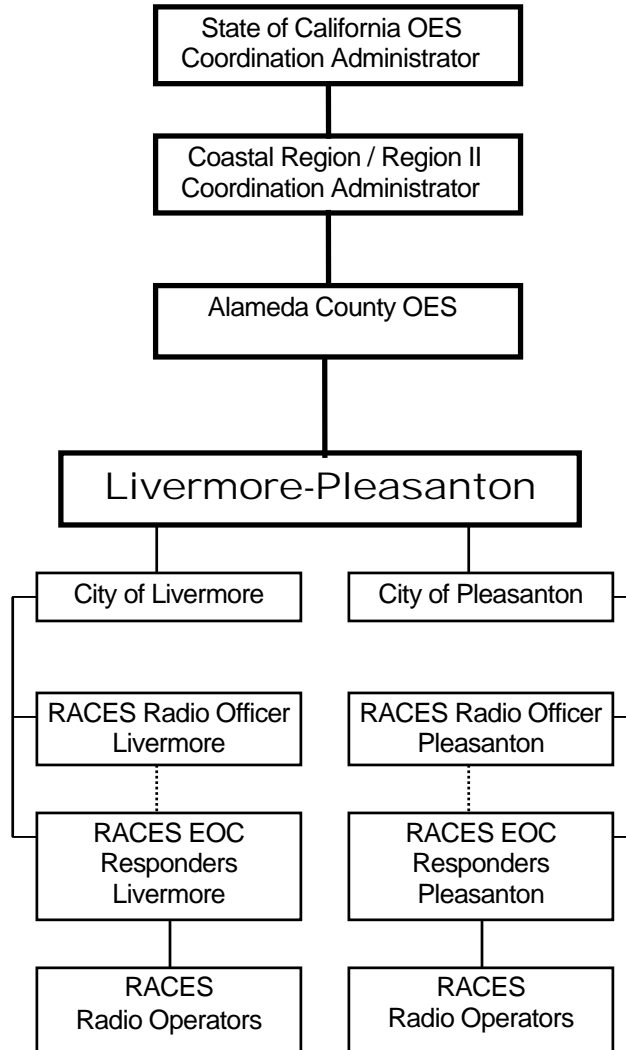 State of California OES
Coordination Administrator
Coastal Region / Region II
Coordination Administrator
Alameda County OES
Livermore-Pleasanton
City of Livermore
City of Pleasanton
RACES Radio Officer
Livermore
RACES Radio Officer
Pleasanton
RACES EOC
Responders
Livermore
RACES EOC
Responders
Pleasanton
RACES
Radio Operators
RACES
Radio Operators